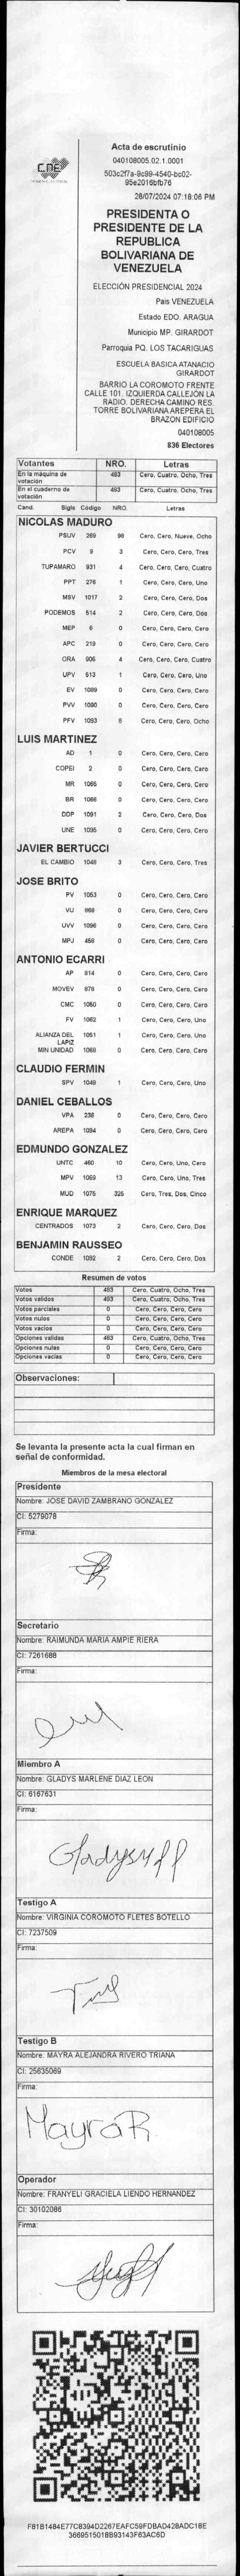 CNE
Acta de escrutinio
040108005.02.1.0001
503c2f7a-9c99-4540-bc02-
95e2016bfb76
28/07/2024 07:18:06 PM
PRESIDENTA O
PRESIDENTE DE LA
REPUBLICA
BOLIVARIANA DE
VENEZUELA
ELECCIÓN PRESIDENCIAL 2024
Pais VENEZUELA
Estado EDO. ARAGUA
Municipio MP. GIRARDOT
Parroquia PQ. LOS TACARIGUAS
ESCUELA BASICA ATANACIO
GIRARDOT
BARRIO LA COROMOTO FRENTE
CALLE 101. IZQUIERDA CALLEJÓN LA
RADIO. DERECHA CAMINO RES.
TORRE BOLIVARIANA AREPERA EL
BRAZON EDIFICIO
040108005
836 Electores
Votantes NRO. Letras
En la máquina de votación 483 Cero, Cuatro, Ocho, Tres
En el cuaderno de votación 483 Cero, Cuatro, Ocho, Tres
Cand. Sigla Código NRO. Letras
NICOLAS MADURO
PSUV 269 98 Cero, Cero, Nueve, Ocho
PCV 9 3 Cero, Cero, Cero, Tres
TUPAMARO 931 4 Cero, Cero, Cero, Cuatro
PPT 276 1 Cero, Cero, Cero, Uno
MSV 1017 2 Cero, Cero, Cero, Dos
PODEMOS 514 2 Cero, Cero, Cero, Dos
MEP 6 0 Cero, Cero, Cero, Cero
APC 219 0 Cero, Cero, Cero, Cero
ORA 906 4 Cero, Cero, Cero, Cuatro
UPV 513 1 Cero, Cero, Cero, Uno
EV 1089 0 Cero, Cero, Cero, Cero
PVV 1090 0 Cero, Cero, Cero, Cero
PFV 1093 8 Cero, Cero, Cero, Ocho
LUIS MARTINEZ
AD 1 0 Cero, Cero, Cero, Cero
COPEI 2 0 Cero, Cero, Cero, Cero
MR 1065 0 Cero, Cero, Cero, Cero
BR 1066 0 Cero, Cero, Cero, Cero
DDP 1091 2 Cero, Cero, Cero, Dos
UNE 1095 0 Cero, Cero, Cero, Cero
JAVIER BERTUCCI
EL CAMBIO 1048 3 Cero, Cero, Cero, Tres
JOSE BRITO
PV 1053 0 Cero, Cero, Cero, Cero
VU 868 0 Cero, Cero, Cero, Cero
UVV 1096 0 Cero, Cero, Cero, Cero
MPJ 458 0 Cero, Cero, Cero, Cero
ANTONIO ECARRI
AP 814 0 Cero, Cero, Cero, Cero
MOVEV 878 0 Cero, Cero, Cero, Cero
CMC 1050 0 Cero, Cero, Cero, Cero
FV 1062 1 Cero, Cero, Cero, Uno
ALIANZA DEL LAPIZ 1051 1 Cero, Cero, Cero, Uno
MIN UNIDAD 1068 0 Cero, Cero, Cero, Cero
CLAUDIO FERMIN
SPV 1049 1 Cero, Cero, Cero, Uno
DANIEL CEBALLOS
VPA 236 0 Cero, Cero, Cero, Cero
AREPA 1094 0 Cero, Cero, Cero, Cero
EDMUNDO GONZALEZ
UNTC 460 10 Cero, Cero, Uno, Cero
MPV 1069 13 Cero, Cero, Uno, Tres
MUD 1075 325 Cero, Tres, Dos, Cinco
ENRIQUE MARQUEZ
CENTRADOS 1073 2 Cero, Cero, Cero, Dos
BENJAMIN RAUSSEO
CONDE 1092 2 Cero, Cero, Cero, Dos
Resumen de votos
Votos 483 Cero, Cuatro, Ocho, Tres
Votos validos 483 Cero, Cuatro, Ocho, Tres
Votos parciales 0 Cero, Cero, Cero, Cero
Votos nulos 0 Cero, Cero, Cero, Cero
Votos vacios 0 Cero, Cero, Cero, Cero
Opciones validas 483 Cero, Cuatro, Ocho, Tres
Opciones nulas 0 Cero, Cero, Cero, Cero
Opciones vacias 0 Cero, Cero, Cero, Cero
Observaciones:
Se levanta la presente acta la cual firman en
señal de conformidad.
Miembros de la mesa electoral
Presidente
Nombre: JOSE DAVID ZAMBRANO GONZALEZ
CI: 5279078
Firma:
Secretario
Nombre: RAIMUNDA MARIA AMPIE RIERA
CI: 7261688
Firma:
Miembro A
Nombre: GLADYS MARLENE DIAZ LEON
CI: 6167631
Firma:
Testigo A
Nombre: VIRGINIA COROMOTO FLETES BOTELLO
CI: 7237509
Firma:
Testigo B
Nombre: MAYRA ALEJANDRA RIVERO TRIANA
CI: 25635069
Firma:
Mayra R.
Operador
Nombre: FRANYELI GRACIELA LIENDO HERNANDEZ
CI: 30102086
Firma:
F81B1484E77C8394D2267EAFC59FDBAD428ADC18E
3669515018B93143F63AC6D